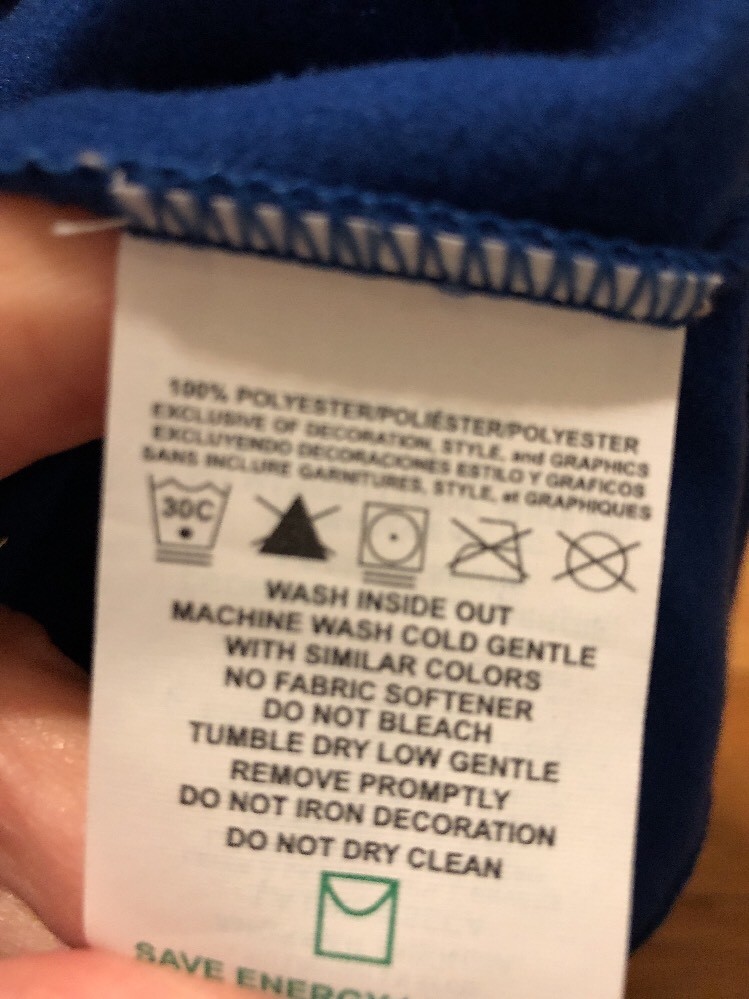 100% POLYESTER/POLIÉSTER/POLYESTER
EXCLUSIVE OF DECORATION, STYLE, and GRAPHICS
EXCLUYENDO DECORACIONES ESTILO Y GRAFICOS
SANS INCLURE GARNITURES, STYLE, et GRAPHIQUES
30C
WASH INSIDE OUT
MACHINE WASH COLD GENTLE
WITH SIMILAR COLORS
NO FABRIC SOFTENER
DO NOT BLEACH
TUMBLE DRY LOW GENTLE
REMOVE PROMPTLY
DO NOT IRON DECORATION
DO NOT DRY CLEAN
SAVE ENERGY